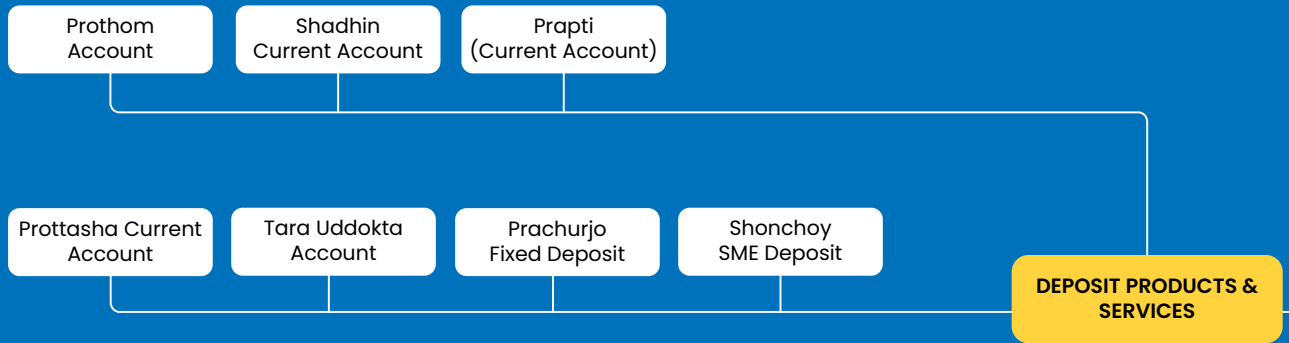 Prothom
Account
Shadhin
Current Account
Prapti
(Current Account)
Prottasha Current
Account
Tara Uddokta
Account
Prachurjo
Fixed Deposit
Shonchoy
SME Deposit
DEPOSIT PRODUCTS &
SERVICES